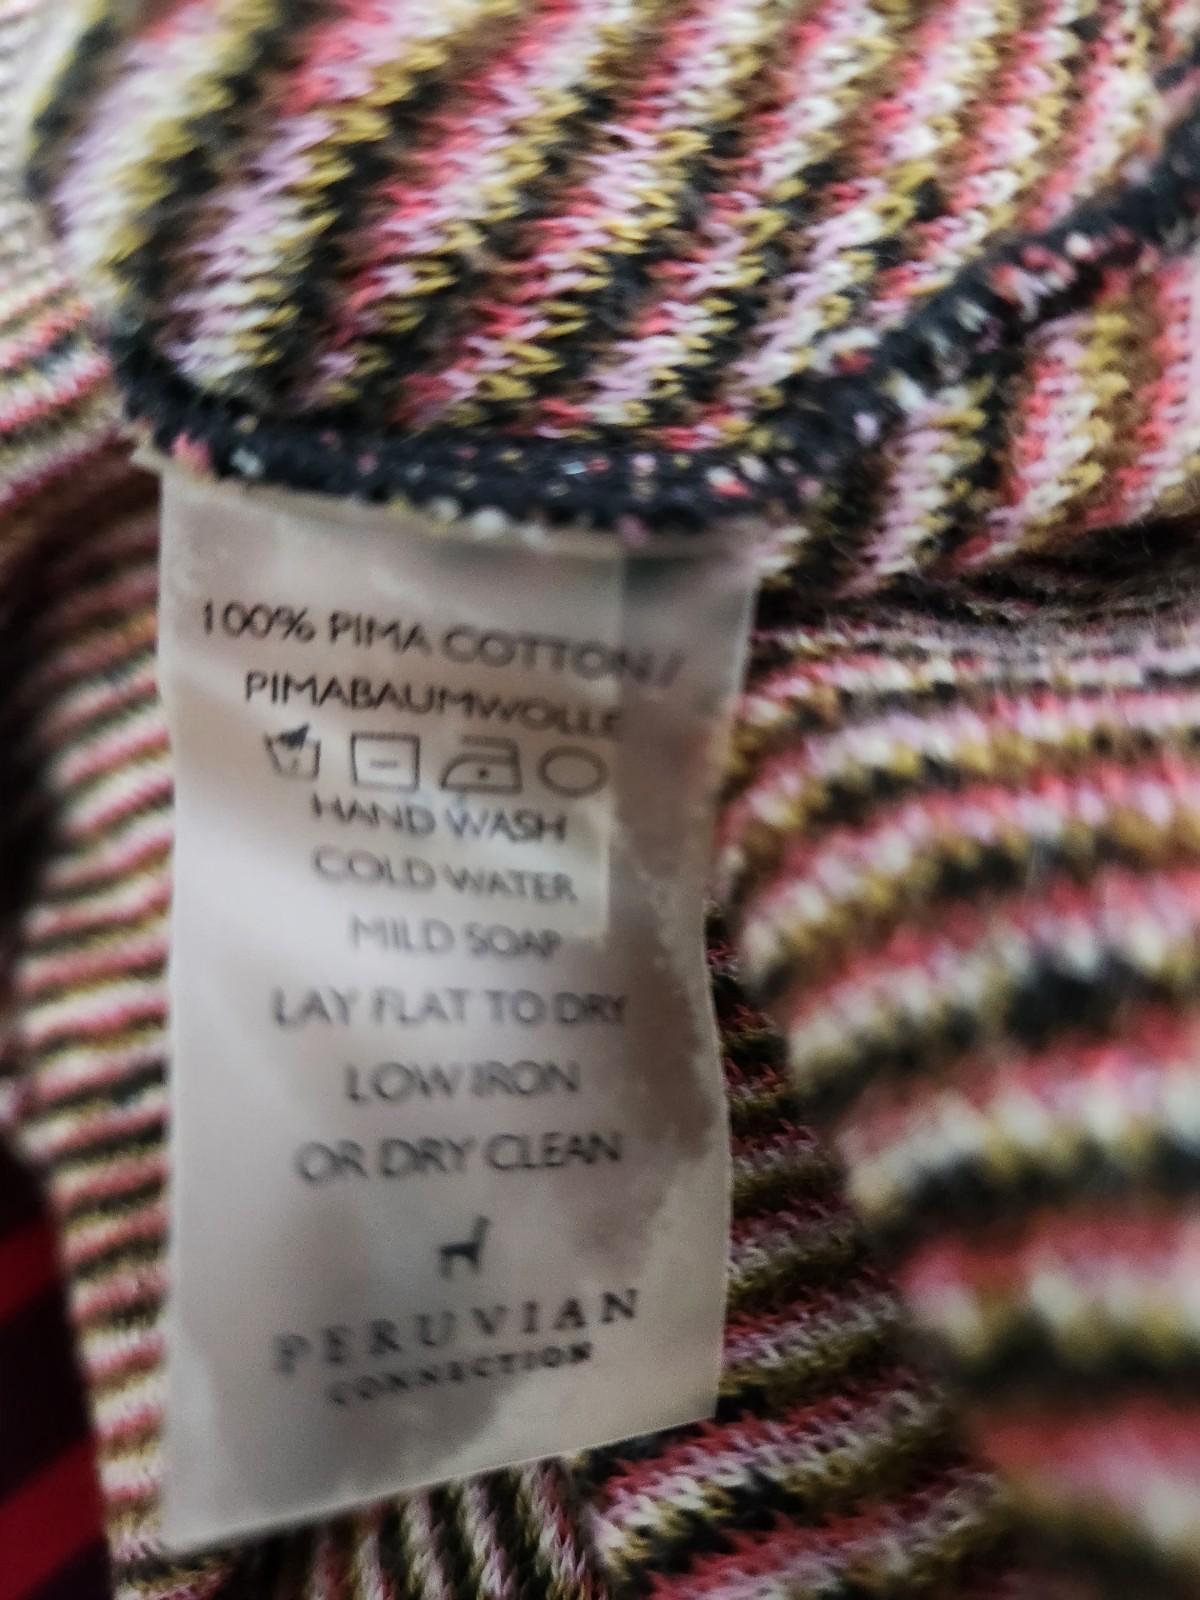 100% PIMA COTTON /
PIMABAUMWOLLE
HAND WASH
COLD WATER
MILD SOAP
LAY FLAT TO DRY
LOW IRON
OR DRY CLEAN
PERUVIAN
CONNECTION